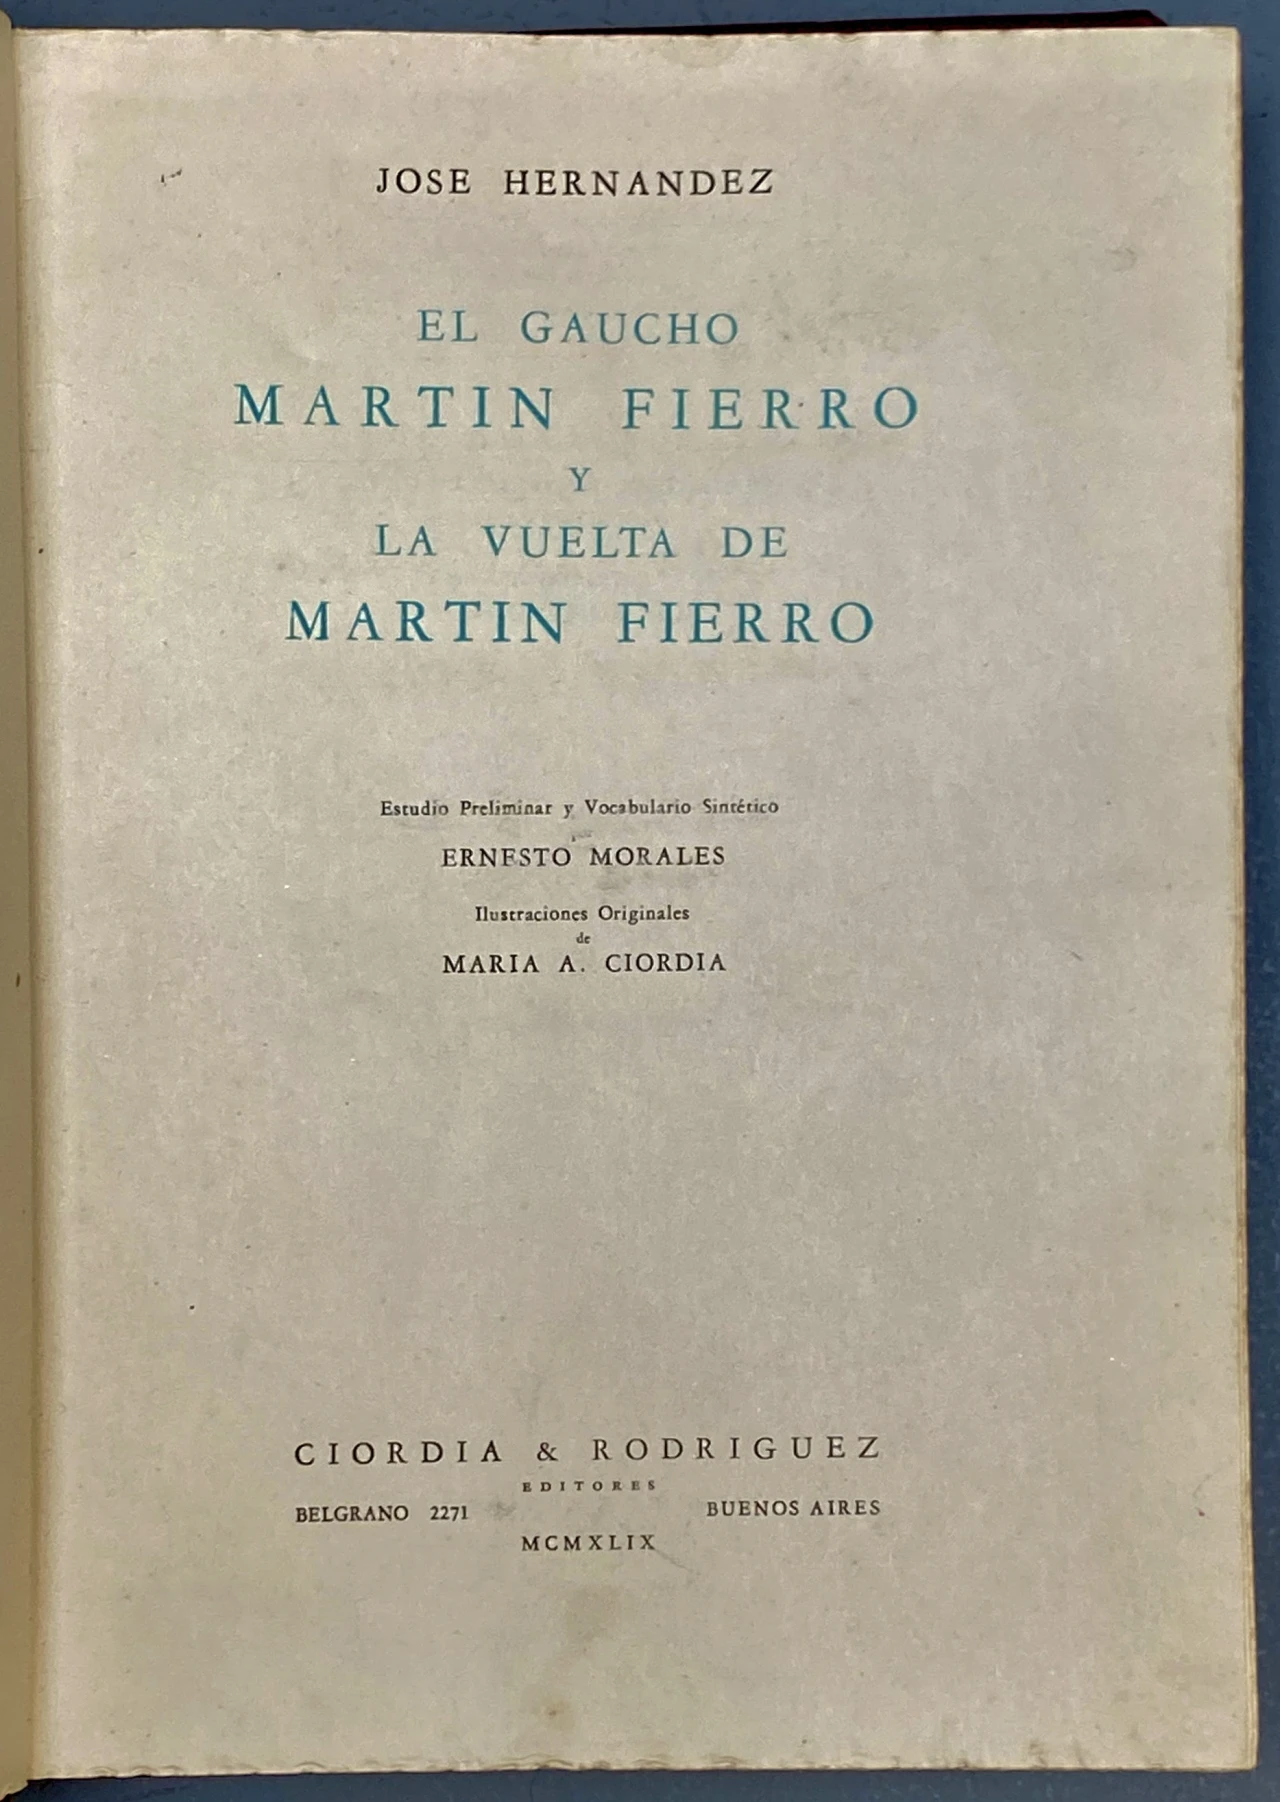 JOSE HERNANDEZ
EL GAUCHO
MARTIN FIERRO
Y
LA VUELTA DE
MARTIN FIERRO
Estudio Preliminar y Vocabulario Sintético
ERNESTO MORALES
Ilustraciones Originales
de
MARIA A. CIORDIA
CIORDIA & RODRIGUEZ
EDITORES
BELGRANO 2271 BUENOS AIRES
MCMXLIX